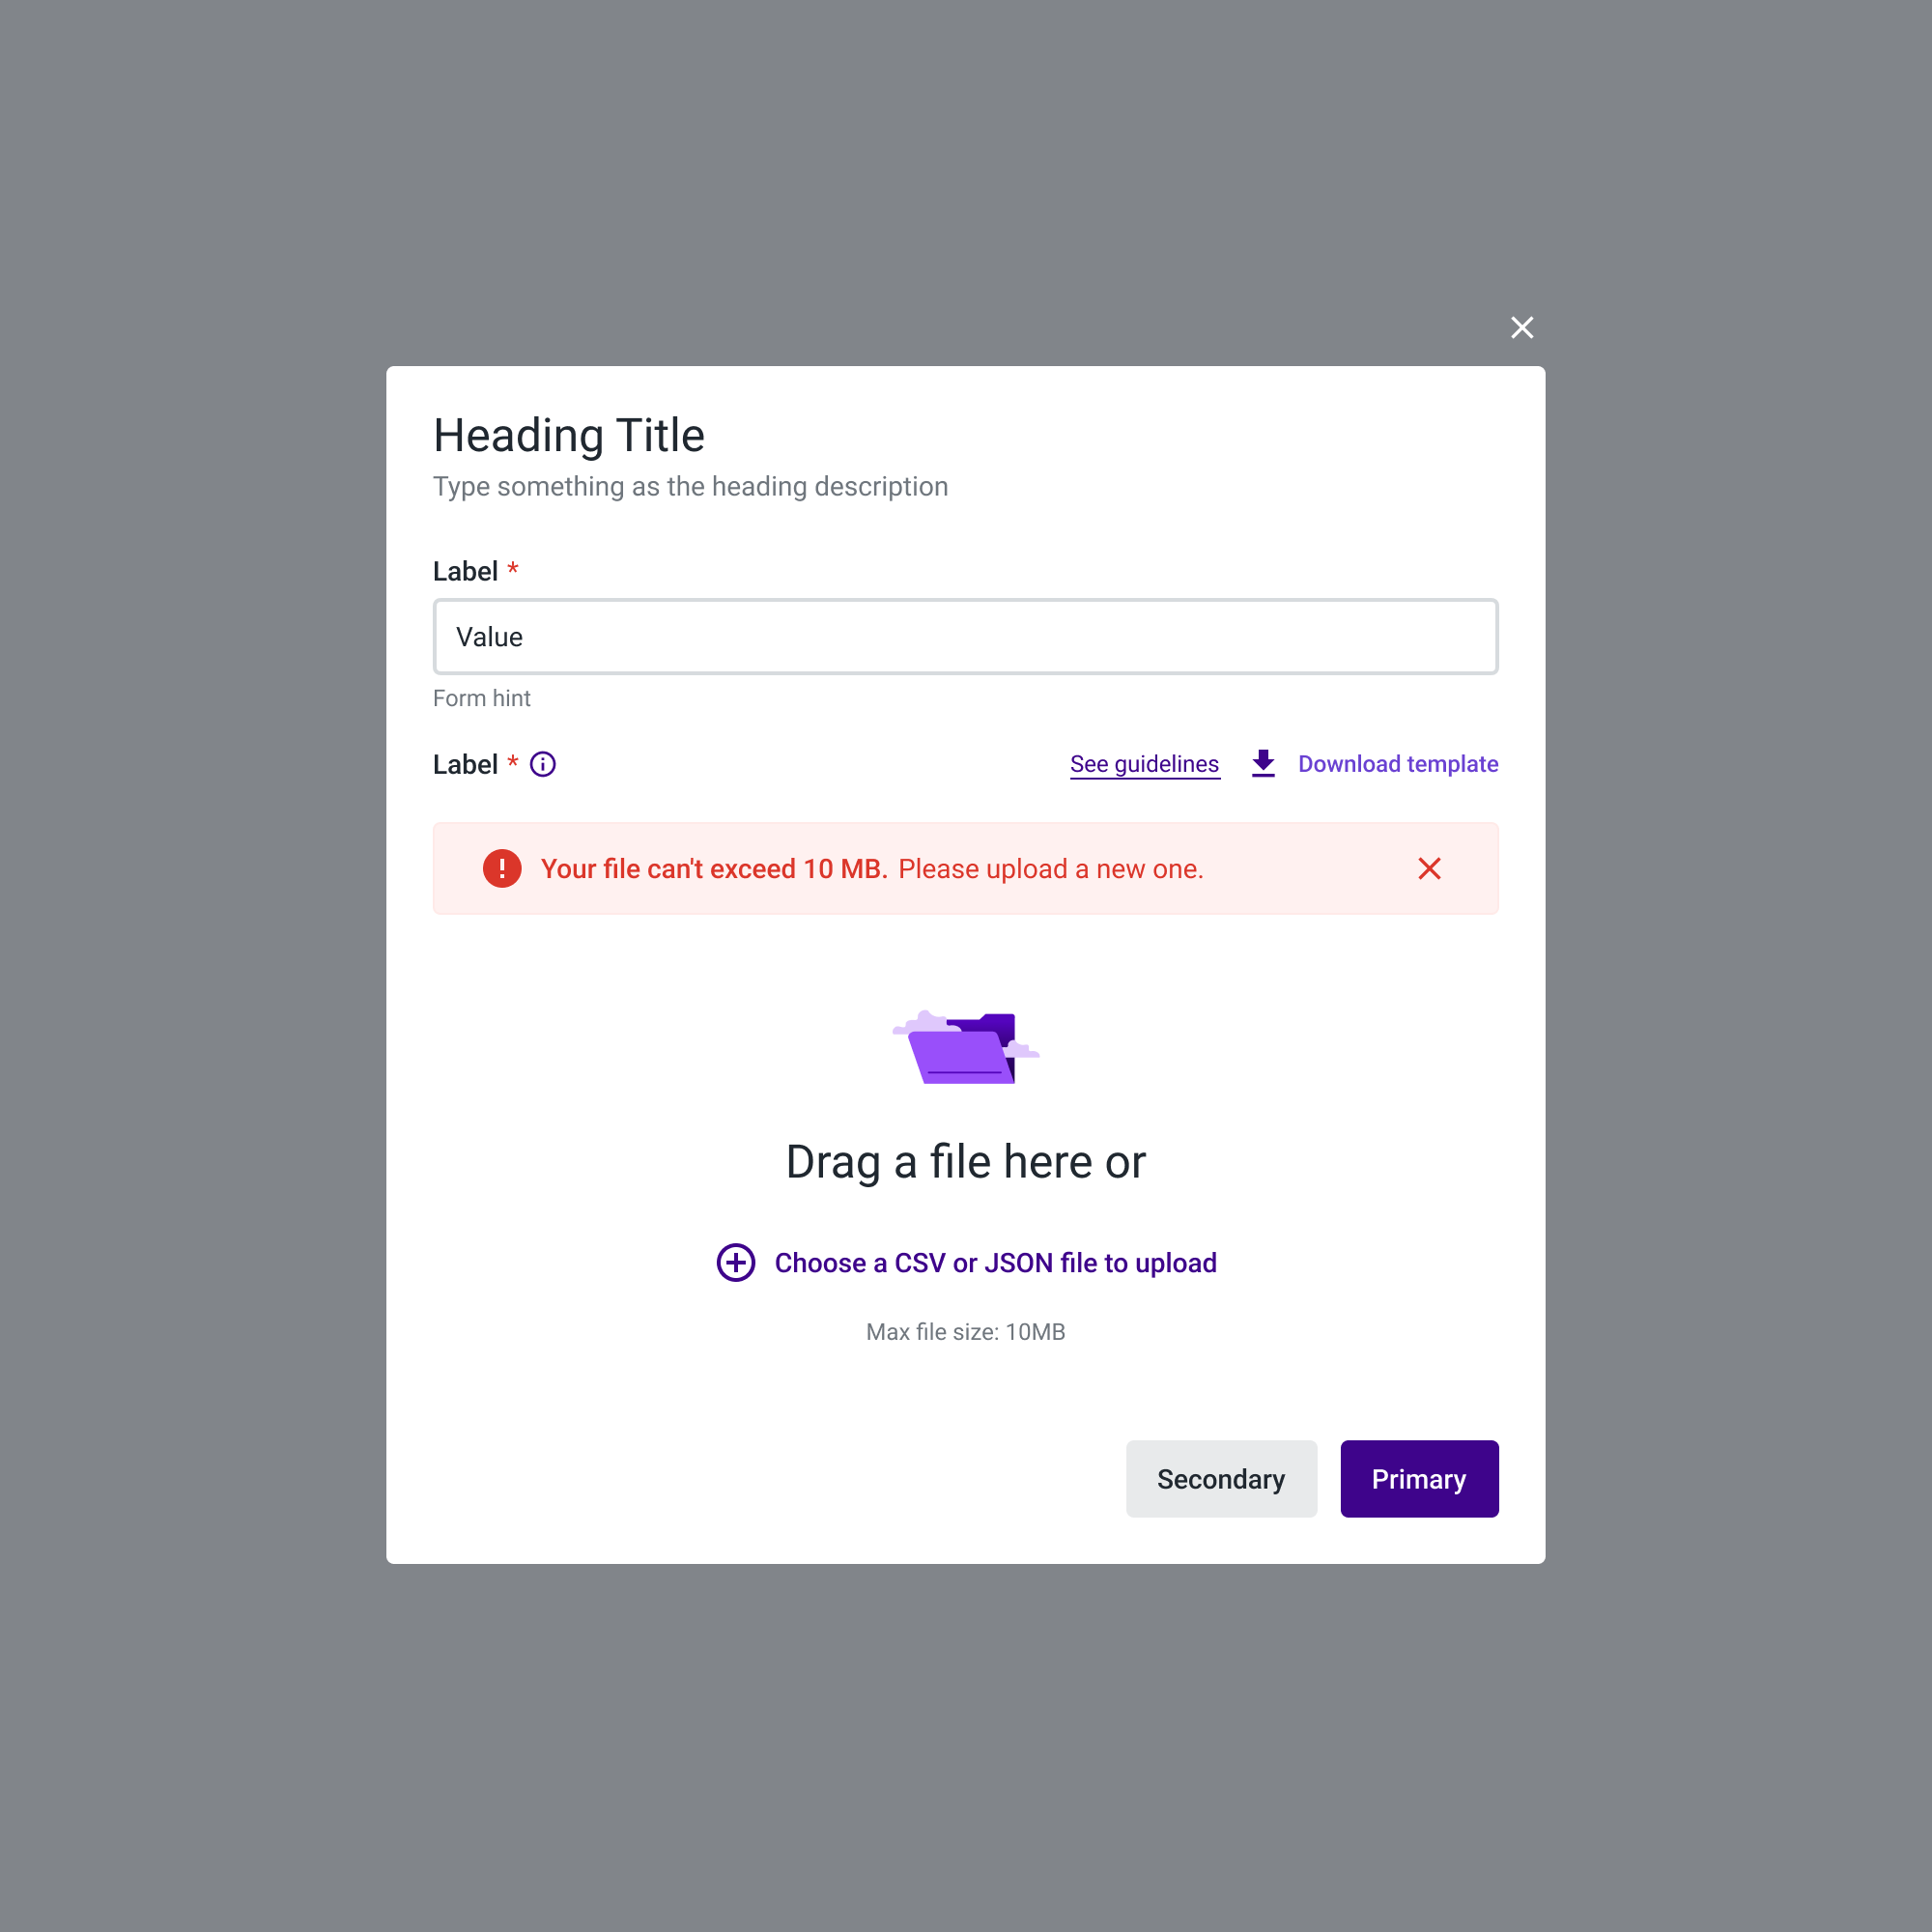 Heading Title
Type something as the heading description
Label *
Value
Form hint
Label * See guidelines Download template
Your file can't exceed 10 MB. Please upload a new one.
Drag a file here or
Choose a CSV or JSON file to upload
Max file size: 10MB
Secondary Primary